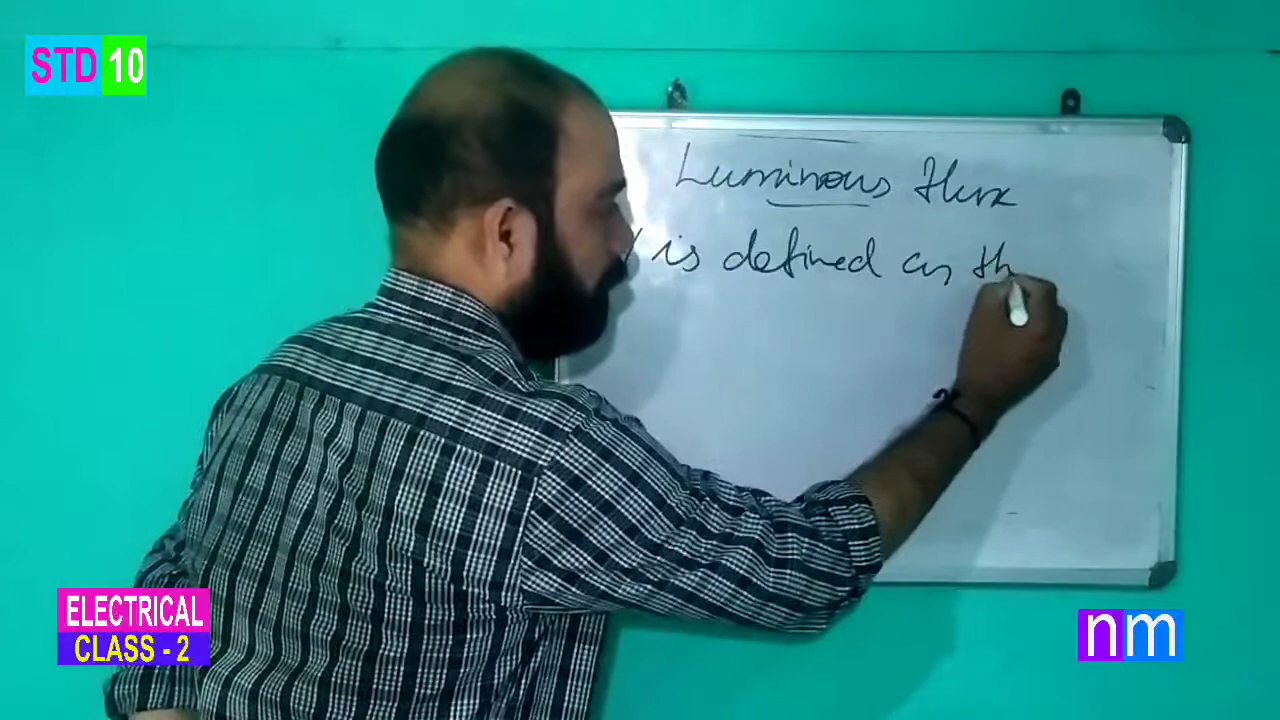 STD 10
Luminous flux
is defined as th
ELECTRICAL
CLASS - 2
nm